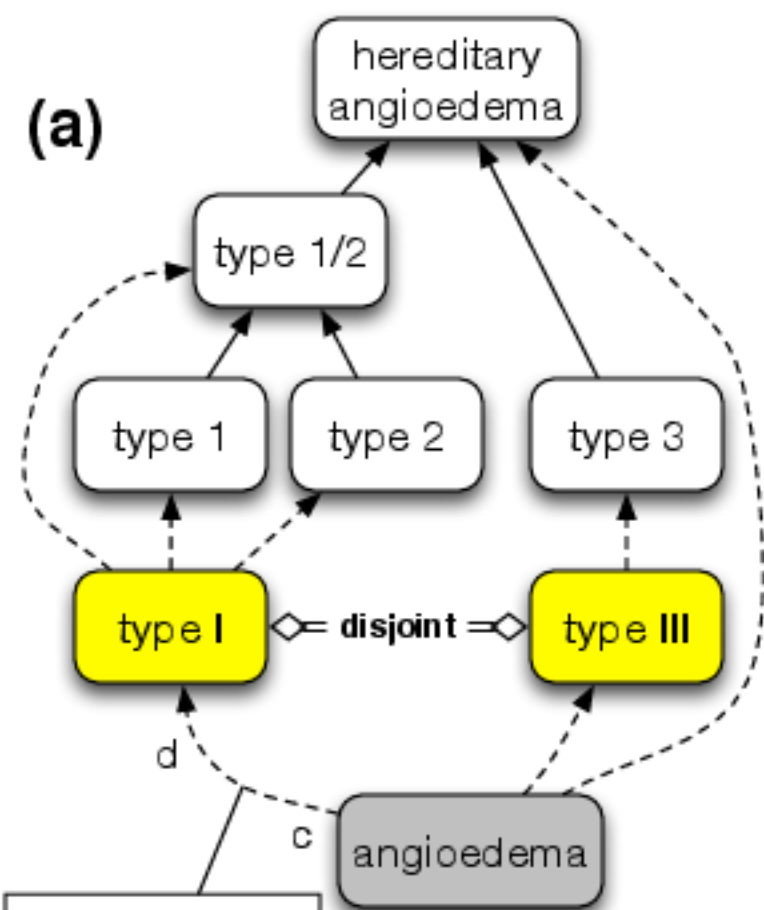 hereditary
angioedema
(a)
type 1/2
type 1
type 2
type 3
type I
disjoint
type III
d
c
angioedema